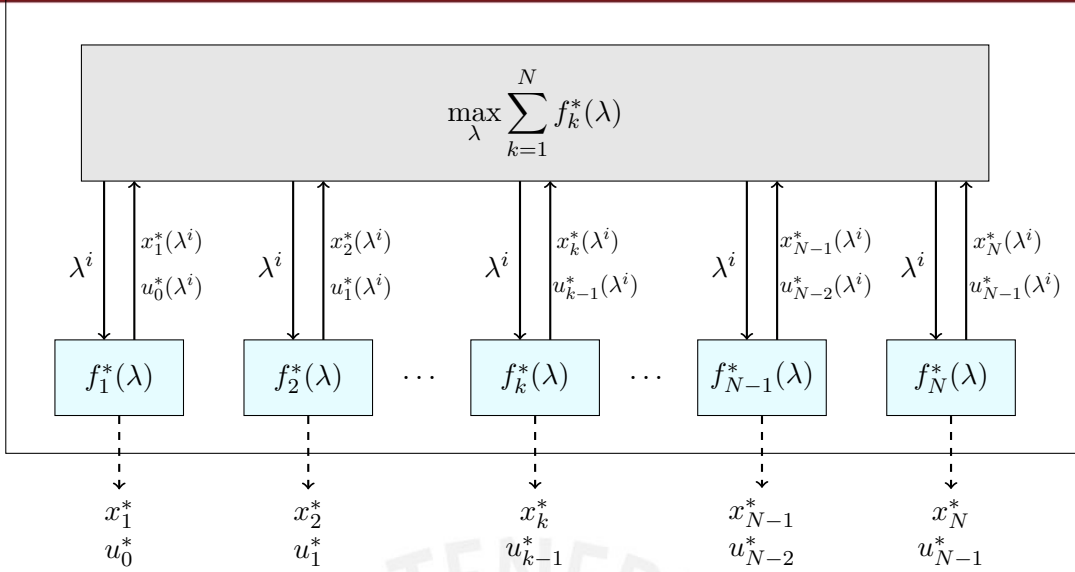 max_λ ∑_{k=1}^{N} f_k^*(λ)
λ^i x_1^*(λ^i) u_0^*(λ^i)
λ^i x_2^*(λ^i) u_1^*(λ^i)
λ^i x_k^*(λ^i) u_{k-1}^*(λ^i)
λ^i x_{N-1}^*(λ^i) u_{N-2}^*(λ^i)
λ^i x_N^*(λ^i) u_{N-1}^*(λ^i)
f_1^*(λ) f_2^*(λ) ⋯ f_k^*(λ) ⋯ f_{N-1}^*(λ) f_N^*(λ)
x_1^* x_2^* x_k^* x_{N-1}^* x_N^*
u_0^* u_1^* u_{k-1}^* u_{N-2}^* u_{N-1}^*